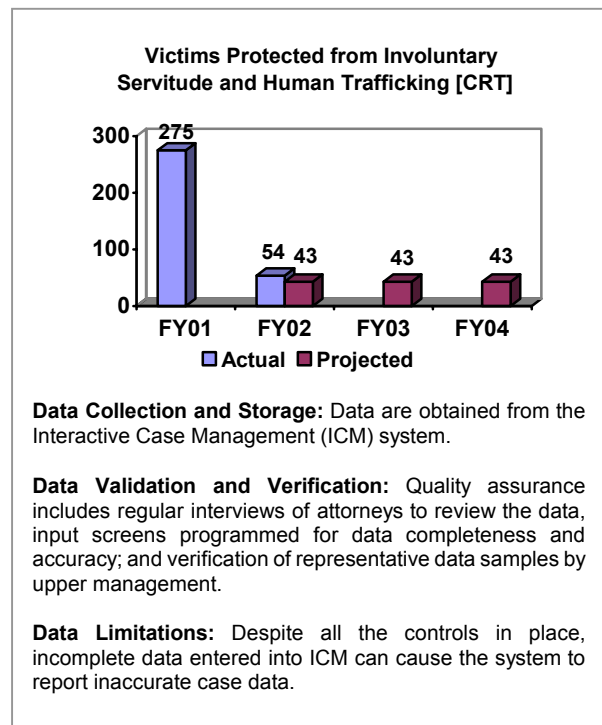 Victims Protected from Involuntary
Servitude and Human Trafficking [CRT]
300
275
200
100
54
43
43
43
0
FY01 FY02 FY03 FY04
Actual Projected
Data Collection and Storage: Data are obtained from the
Interactive Case Management (ICM) system.
Data Validation and Verification: Quality assurance
includes regular interviews of attorneys to review the data,
input screens programmed for data completeness and
accuracy; and verification of representative data samples by
upper management.
Data Limitations: Despite all the controls in place,
incomplete data entered into ICM can cause the system to
report inaccurate case data.